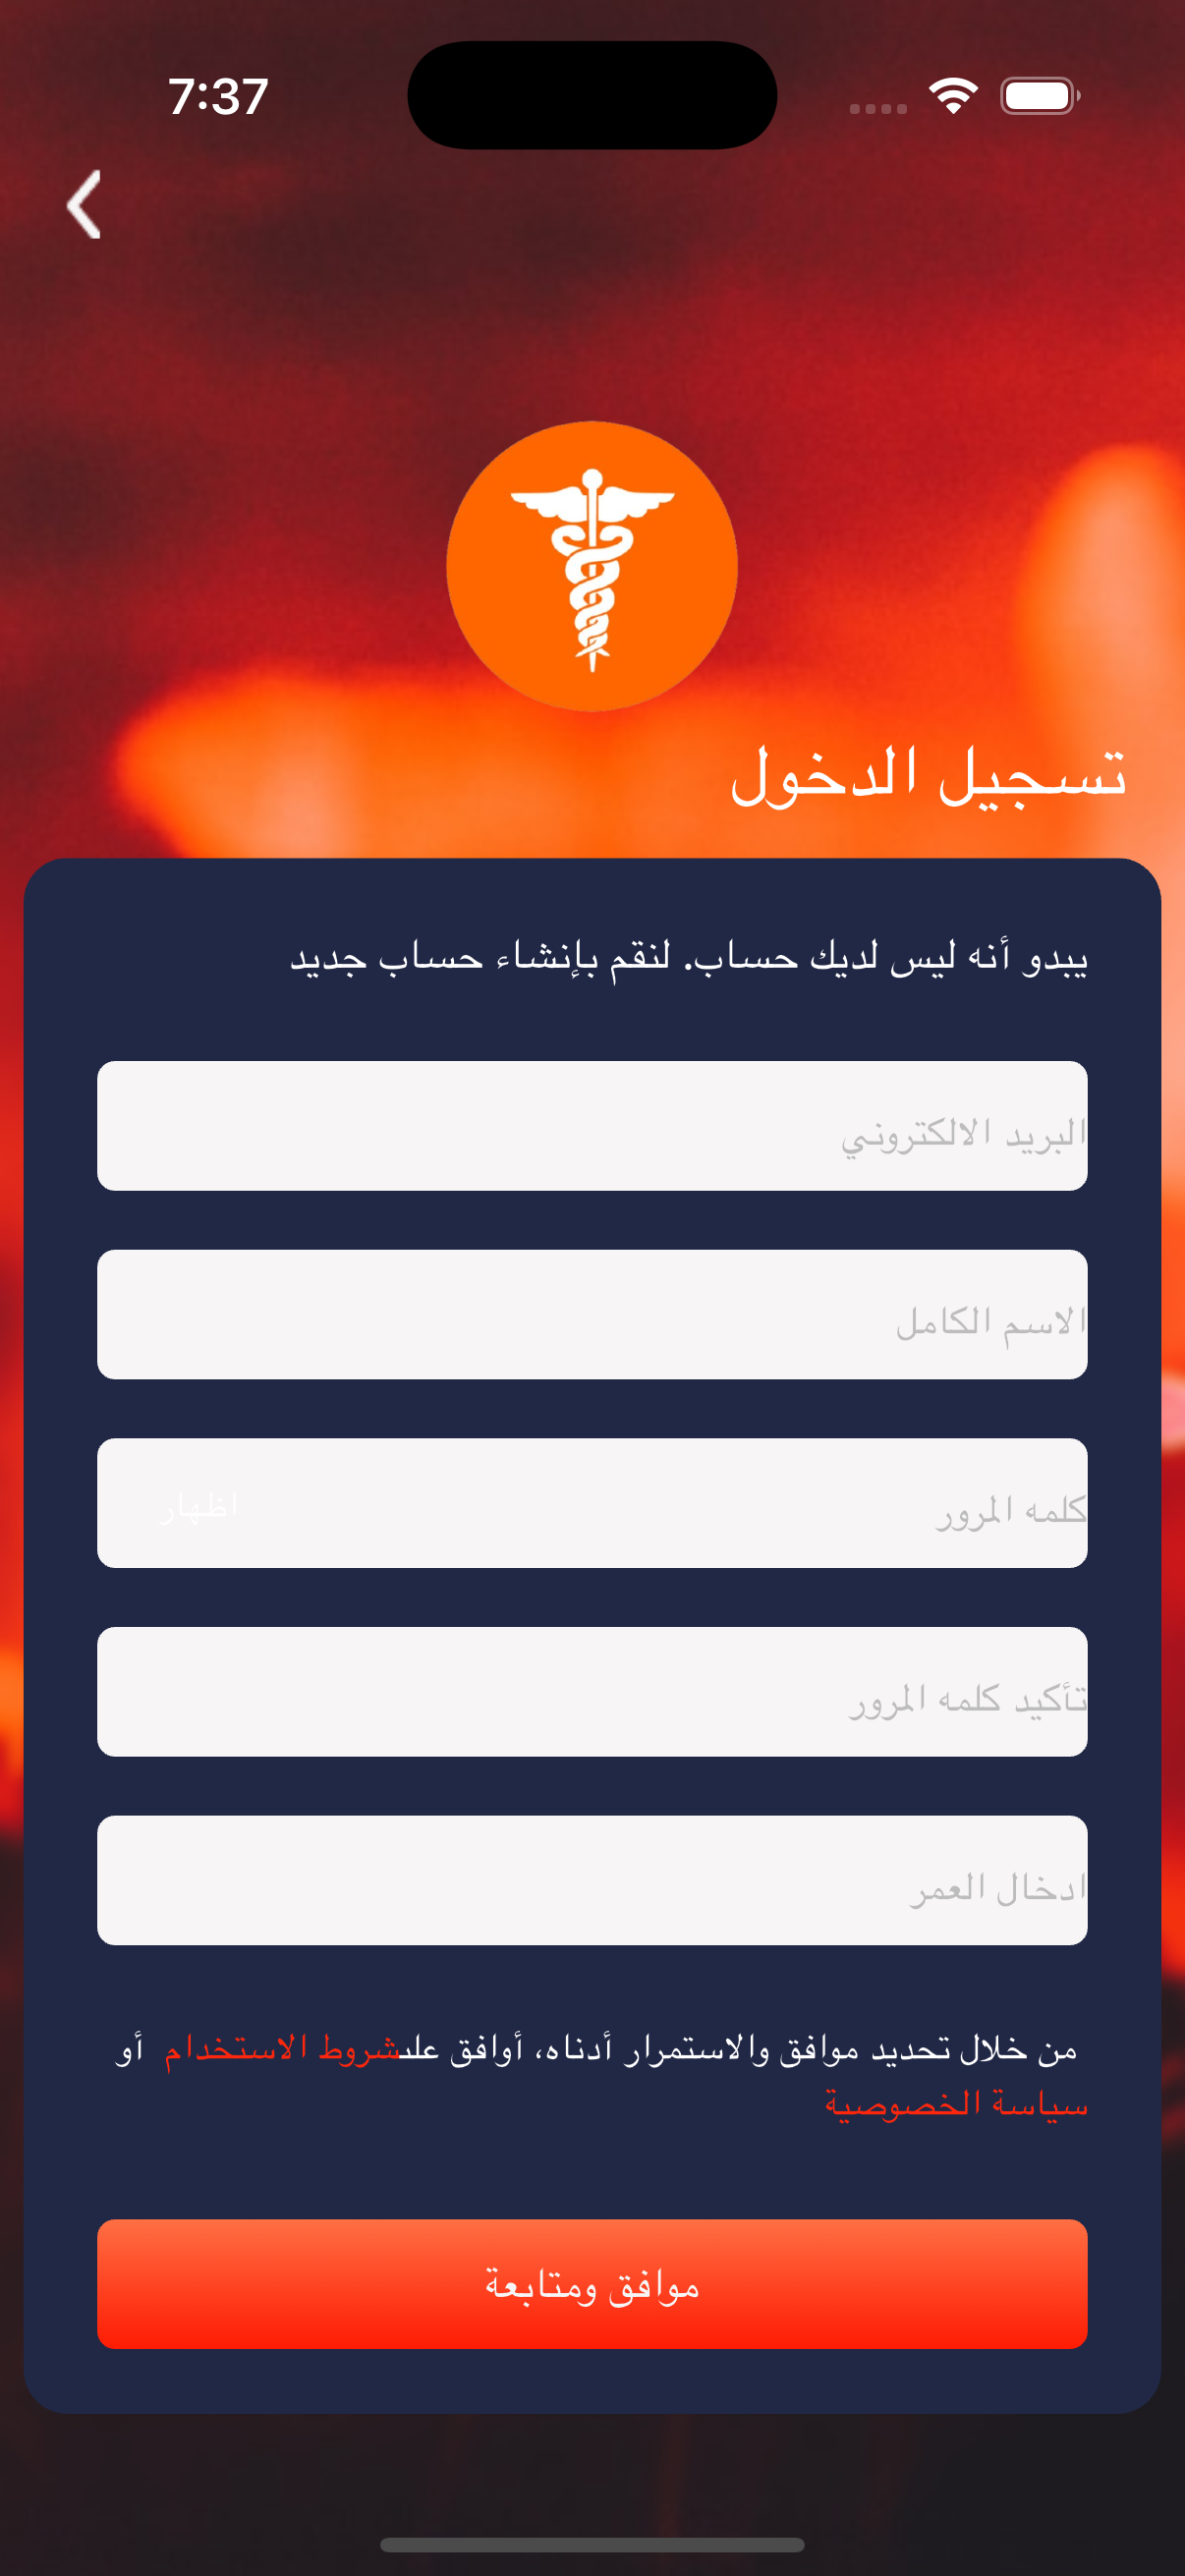 7:37
تسجيل الدخول
يبدو أنه ليس لديك حساب. لنقم بإنشاء حساب جديد
البريد الالكتروني
الاسم الكامل
كلمه المرور
اظهار
تأكيد كلمه المرور
ادخال العمر
من خلال تحديد موافق والاستمرار أدناه، أوافق على شروط الاستخدام أو
سياسة الخصوصية
موافق ومتابعة